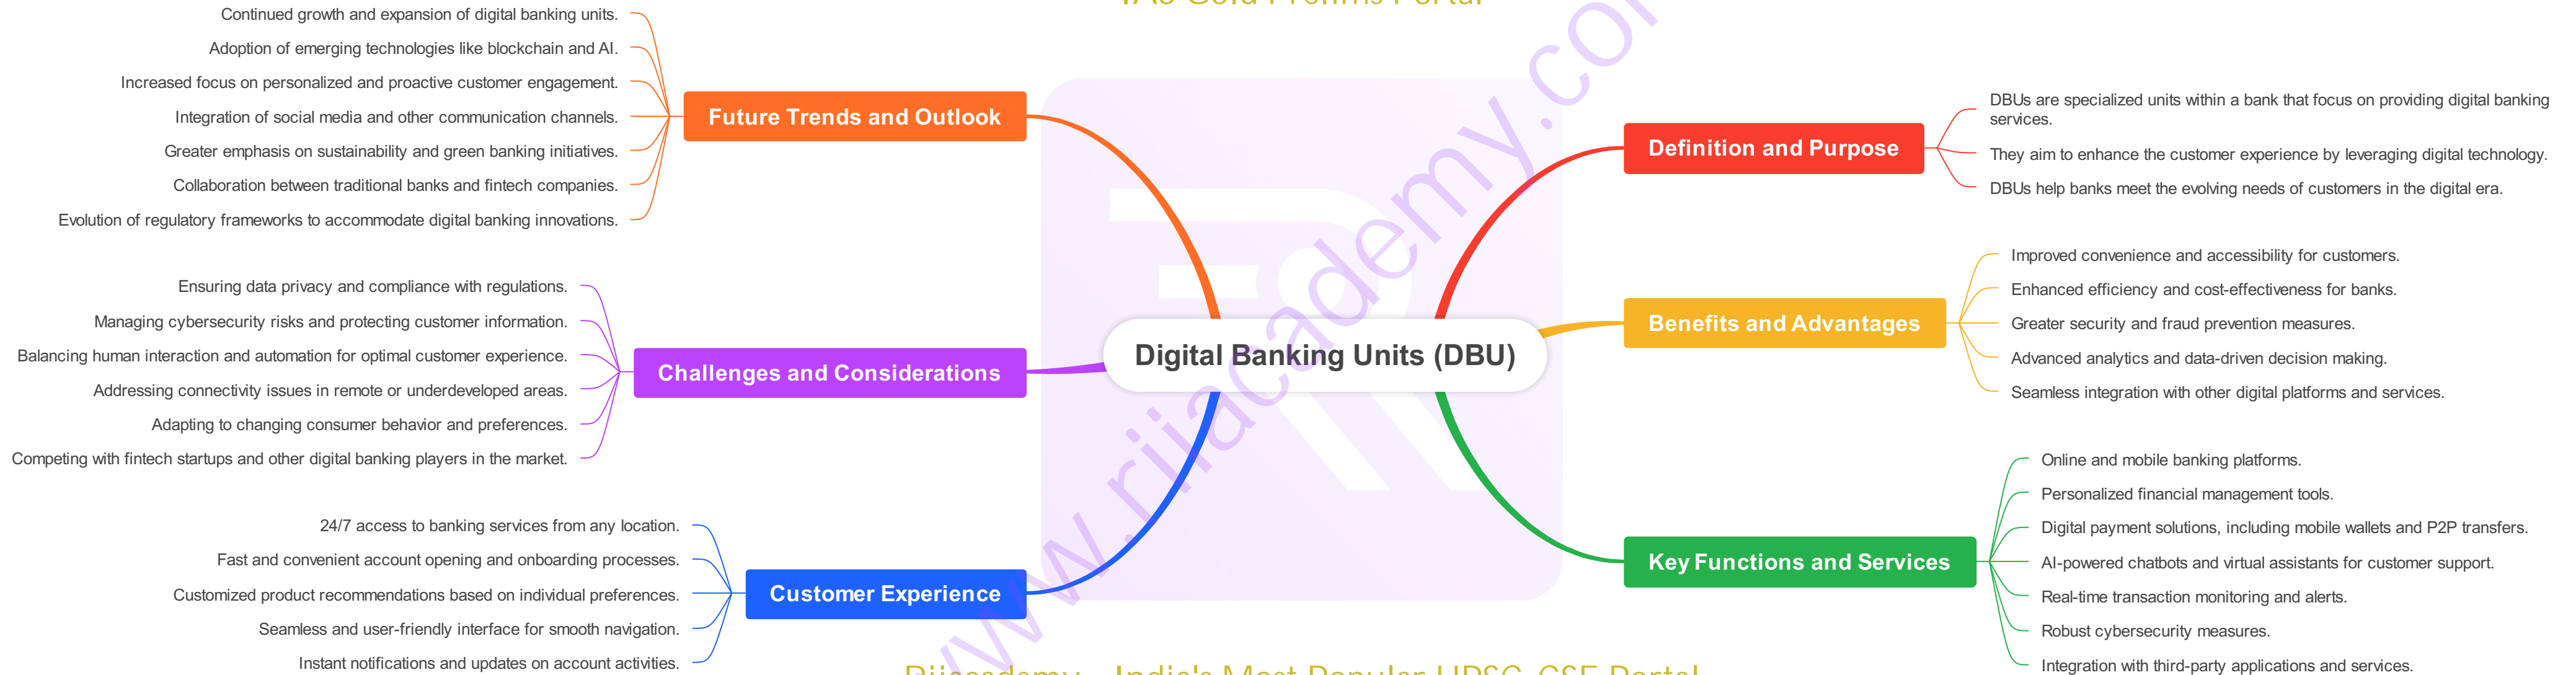 IAS Gold Prelims Portal
Digital Banking Units (DBU)
Definition and Purpose
DBUs are specialized units within a bank that focus on providing digital banking
services.
They aim to enhance the customer experience by leveraging digital technology.
DBUs help banks meet the evolving needs of customers in the digital era.
Benefits and Advantages
Improved convenience and accessibility for customers.
Enhanced efficiency and cost-effectiveness for banks.
Greater security and fraud prevention measures.
Advanced analytics and data-driven decision making.
Seamless integration with other digital platforms and services.
Key Functions and Services
Online and mobile banking platforms.
Personalized financial management tools.
Digital payment solutions, including mobile wallets and P2P transfers.
AI-powered chatbots and virtual assistants for customer support.
Real-time transaction monitoring and alerts.
Robust cybersecurity measures.
Integration with third-party applications and services.
Future Trends and Outlook
Continued growth and expansion of digital banking units.
Adoption of emerging technologies like blockchain and AI.
Increased focus on personalized and proactive customer engagement.
Integration of social media and other communication channels.
Greater emphasis on sustainability and green banking initiatives.
Collaboration between traditional banks and fintech companies.
Evolution of regulatory frameworks to accommodate digital banking innovations.
Challenges and Considerations
Ensuring data privacy and compliance with regulations.
Managing cybersecurity risks and protecting customer information.
Balancing human interaction and automation for optimal customer experience.
Addressing connectivity issues in remote or underdeveloped areas.
Adapting to changing consumer behavior and preferences.
Competing with fintech startups and other digital banking players in the market.
Customer Experience
24/7 access to banking services from any location.
Fast and convenient account opening and onboarding processes.
Customized product recommendations based on individual preferences.
Seamless and user-friendly interface for smooth navigation.
Instant notifications and updates on account activities.
www.rijacademy.com
India's Most Popular UPSC CSE Portal